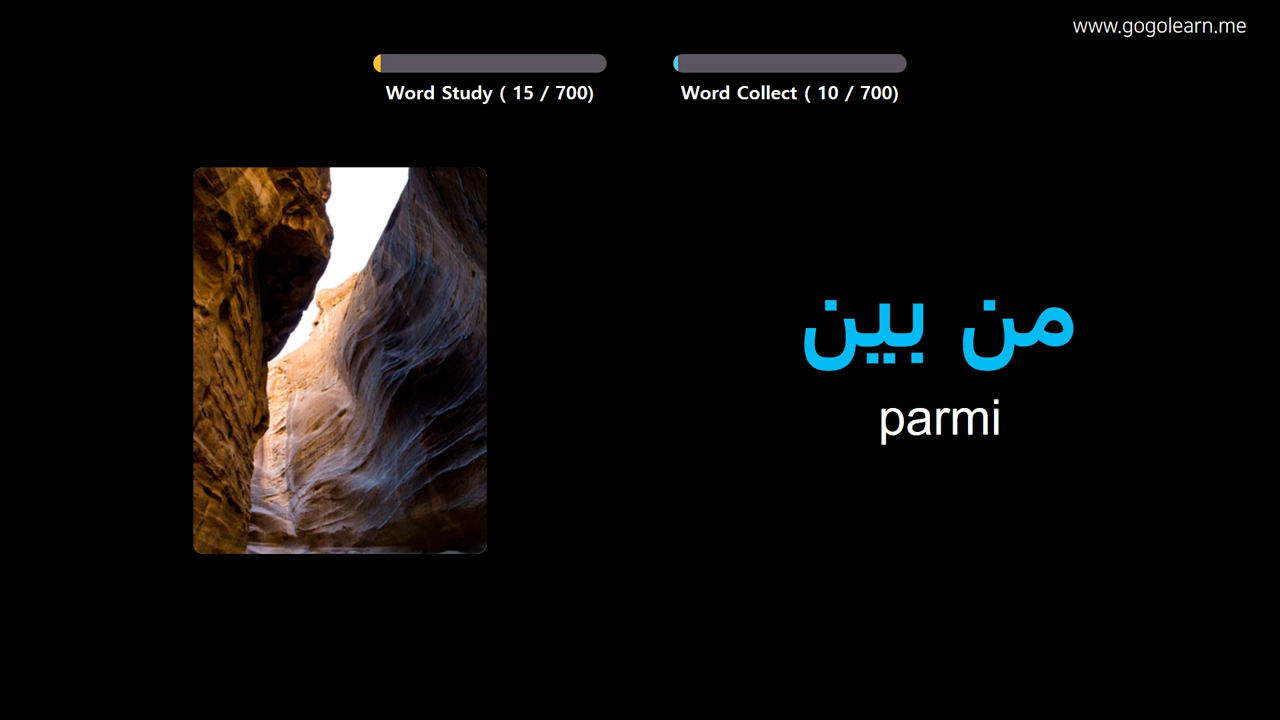 www.gogolearn.me
Word Study ( 15 / 700)
Word Collect ( 10 / 700)
من بين
parmi